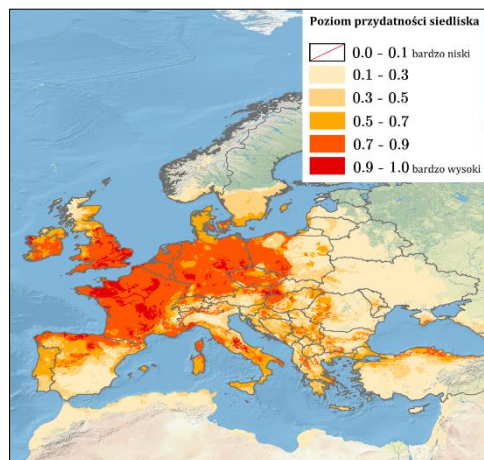 Poziom przydatności siedliska
0.0 - 0.1 bardzo niski
0.1 - 0.3
0.3 - 0.5
0.5 - 0.7
0.7 - 0.9
0.9 - 1.0 bardzo wysoki